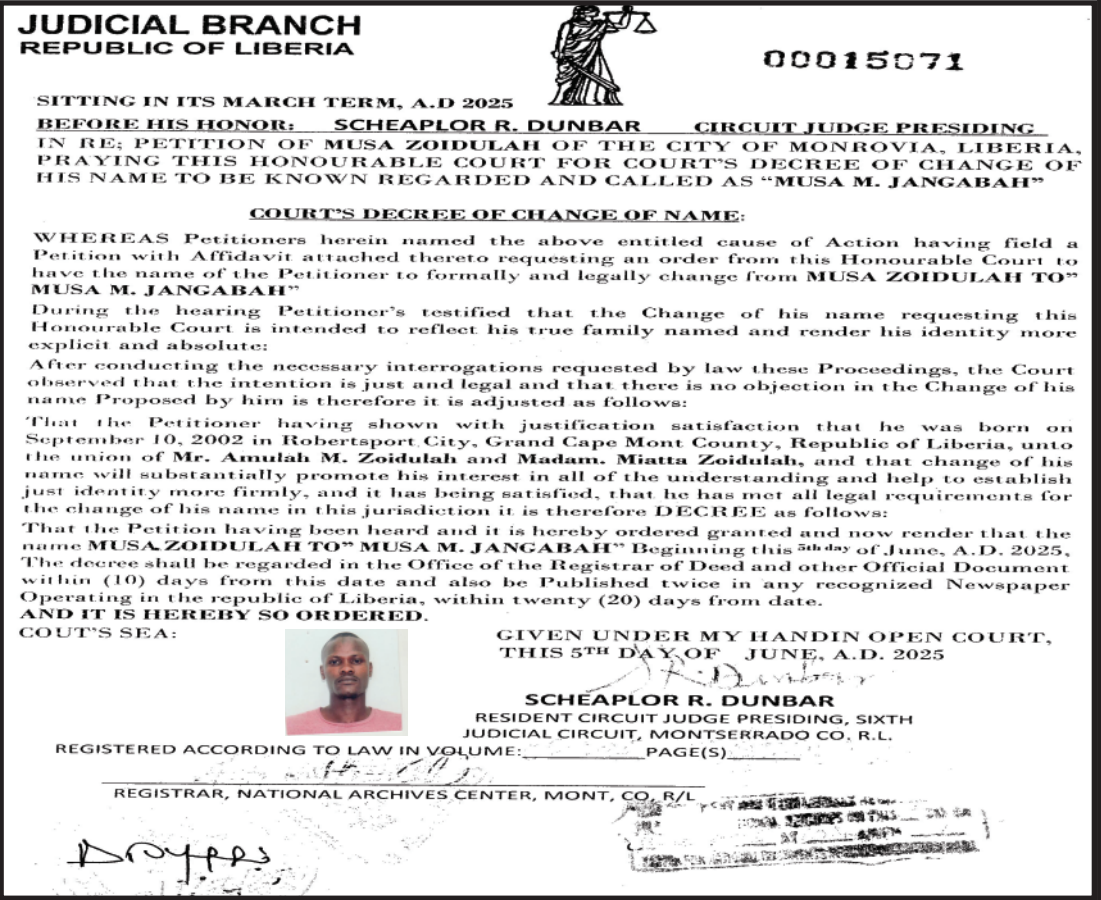 JUDICIAL BRANCH
REPUBLIC OF LIBERIA
00015071
SITTING IN ITS MARCH TERM, A.D 2025
BEFORE HIS HONOR: SCHEAPLOR R. DUNBAR CIRCUIT JUDGE PRESIDING
IN RE; PETITION OF MUSA ZOIDULAH OF THE CITY OF MONROVIA, LIBERIA,
PRAYING THIS HONOURABLE COURT FOR COURT'S DECREE OF CHANGE OF
HIS NAME TO BE KNOWN REGARDED AND CALLED AS "MUSA M. JANGABAH"
COURT'S DECREE OF CHANGE OF NAME:
WHEREAS Petitioners herein named the above entitled cause of Action having field a
Petition with Affidavit attached thereto requesting an order from this Honourable Court to
have the name of the Petitioner to formally and legally change from MUSA ZOIDULAH TO"
MUSA M. JANGABAH"
During the hearing Petitioner's testified that the Change of his name requesting this
Honourable Court is intended to reflect his true family named and render his identity more
explicit and absolute:
After conducting the necessary interrogations requested by law these Proceedings, the Court
observed that the intention is just and legal and that there is no objection in the Change of his
name Proposed by him is therefore it is adjusted as follows:
That the Petitioner having shown with justification satisfaction that he was born on
September 10, 2002 in Robertsport City, Grand Cape Mont County, Republic of Liberia, unto
the union of Mr. Amulah M. Zoidulah and Madam. Miatta Zoidulah, and that change of his
name will substantially promote his interest in all of the understanding and help to establish
just identity more firmly, and it has being satisfied, that he has met all legal requirements for
the change of his name in this jurisdiction it is therefore DECREE as follows:
That the Petition having been heard and it is hereby ordered granted and now render that the
name MUSA ZOIDULAH TO" MUSA M. JANGABAH" Beginning this 5th day of June, A.D. 2025,
The decree shall be regarded in the Office of the Registrar of Deed and other Official Document
within (10) days from this date and also be Published twice in any recognized Newspaper
Operating in the republic of Liberia, within twenty (20) days from date.
AND IT IS HEREBY SO ORDERED.
COUT'S SEA:
GIVEN UNDER MY HANDIN OPEN COURT,
THIS 5TH DAY OF JUNE, A.D. 2025
SCHEAPLOR R. DUNBAR
RESIDENT CIRCUIT JUDGE PRESIDING, SIXTH
JUDICIAL CIRCUIT, MONTSERRADO CO. R.L.
REGISTERED ACCORDING TO LAW IN VOLUME: PAGE(S)
REGISTRAR, NATIONAL ARCHIVES CENTER, MONT, CO, R/L